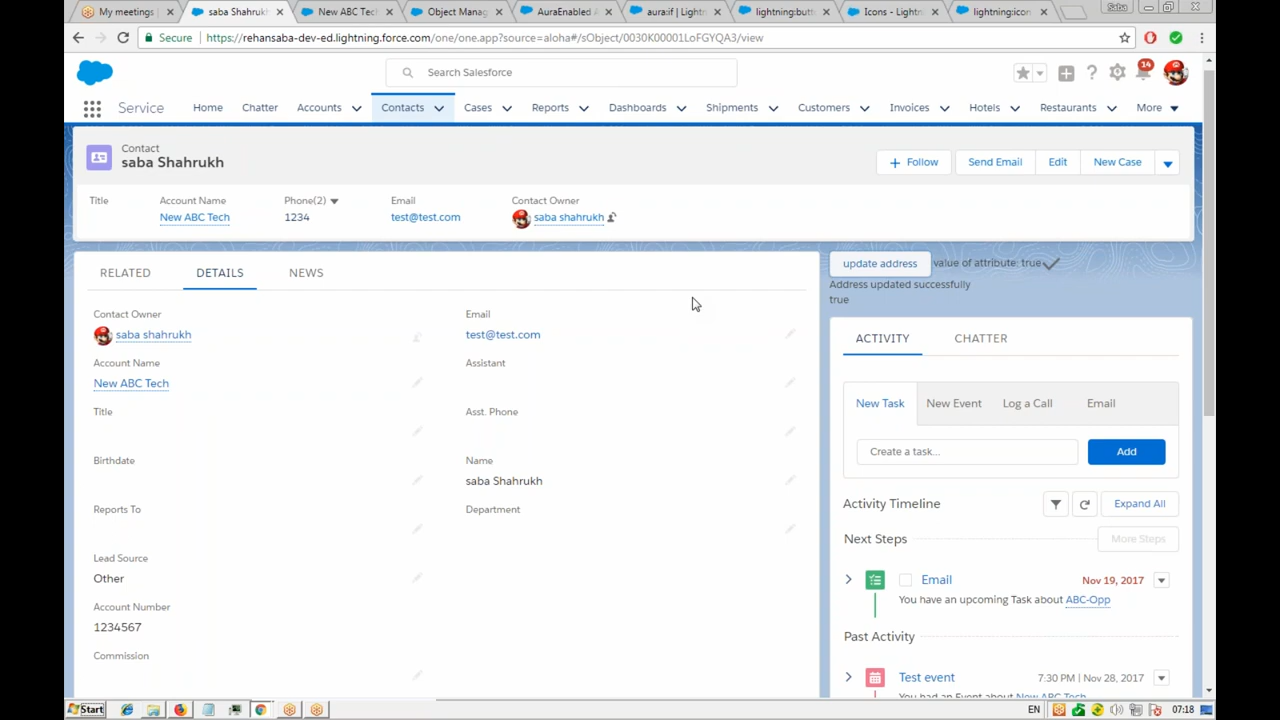 My meetings |
saba Shahrukh
New ABC Tech
Object Manag
AuraEnabled A
aura:if | Lightn
lightning:butt
Icons - Lightn
lightning:icon
Saba
Secure
https://rehansaba-dev-ed.lightning.force.com/one/one.app?source=aloha#/sObject/0030K00001LoFGYQA3/view
Search Salesforce
14
Service
Home
Chatter
Accounts
Contacts
Cases
Reports
Dashboards
Shipments
Customers
Invoices
Hotels
Restaurants
More
Contact
saba Shahrukh
+ Follow
Send Email
Edit
New Case
Title
Account Name
Phone(2)
Email
Contact Owner
New ABC Tech
1234
test@test.com
saba shahrukh
RELATED
DETAILS
NEWS
update address
value of attribute: true
Address updated successfully
true
Contact Owner
saba shahrukh
Email
test@test.com
Account Name
New ABC Tech
Assistant
Title
Asst. Phone
Birthdate
Name
saba Shahrukh
Reports To
Department
Lead Source
Other
Account Number
1234567
Commission
ACTIVITY
CHATTER
New Task
New Event
Log a Call
Email
Create a task...
Add
Activity Timeline
Expand All
Next Steps
More Steps
Email
Nov 19, 2017
You have an upcoming Task about ABC-Opp
Past Activity
Test event
7:30 PM | Nov 28, 2017
You had an Event about New ABC Tech
Start
EN
07:18